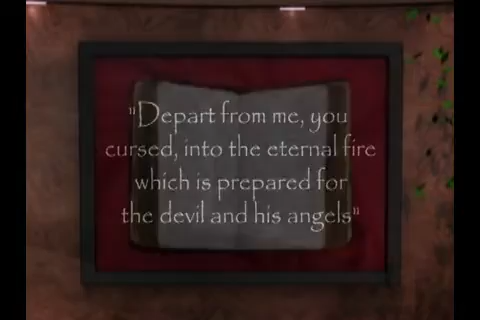 "Depart from me, you
cursed, into the eternal fire
which is prepared for
the devil and his angels"